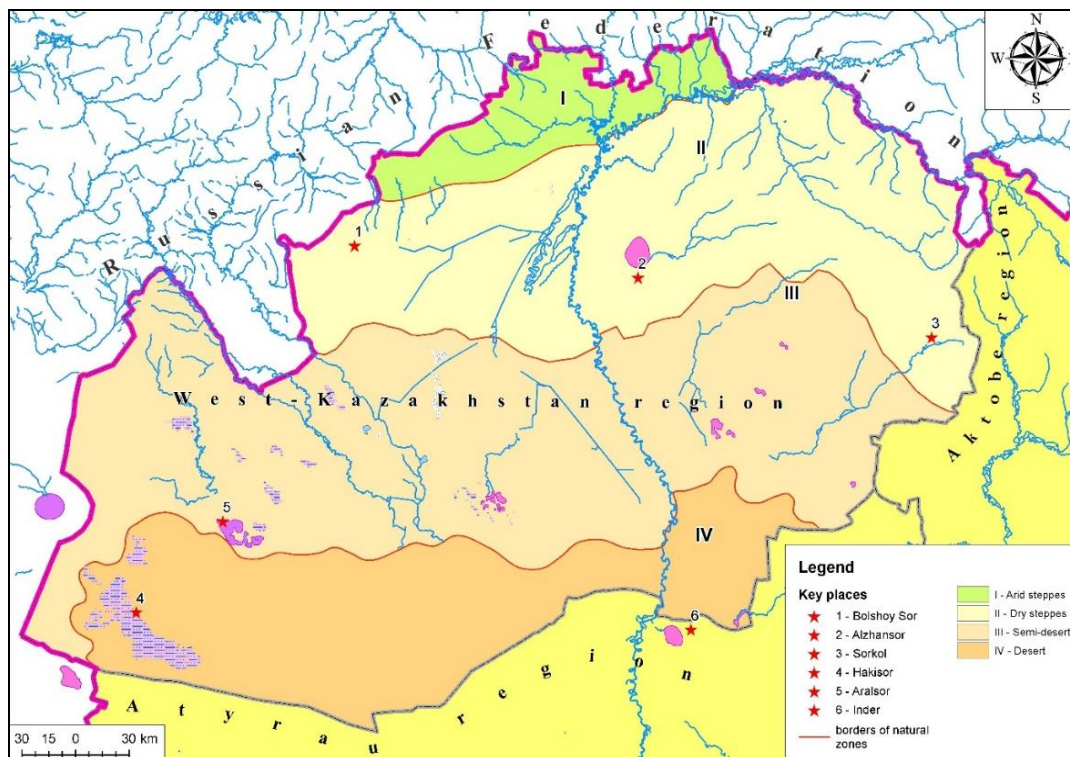 Russian Federation
N
W E
S
I
II
1
2
III
3
West-Kazakhstan region
Aktobe region
5
IV
4
6
Atyrau region
30 15 0 30 km
Legend
Key places
1 - Bolshoy Sor
2 - Alzhansor
3 - Sorkol
4 - Hakisor
5 - Aralsor
6 - Inder
borders of natural
zones
I - Arid steppes
II - Dry steppes
III - Semi-desert
IV - Desert